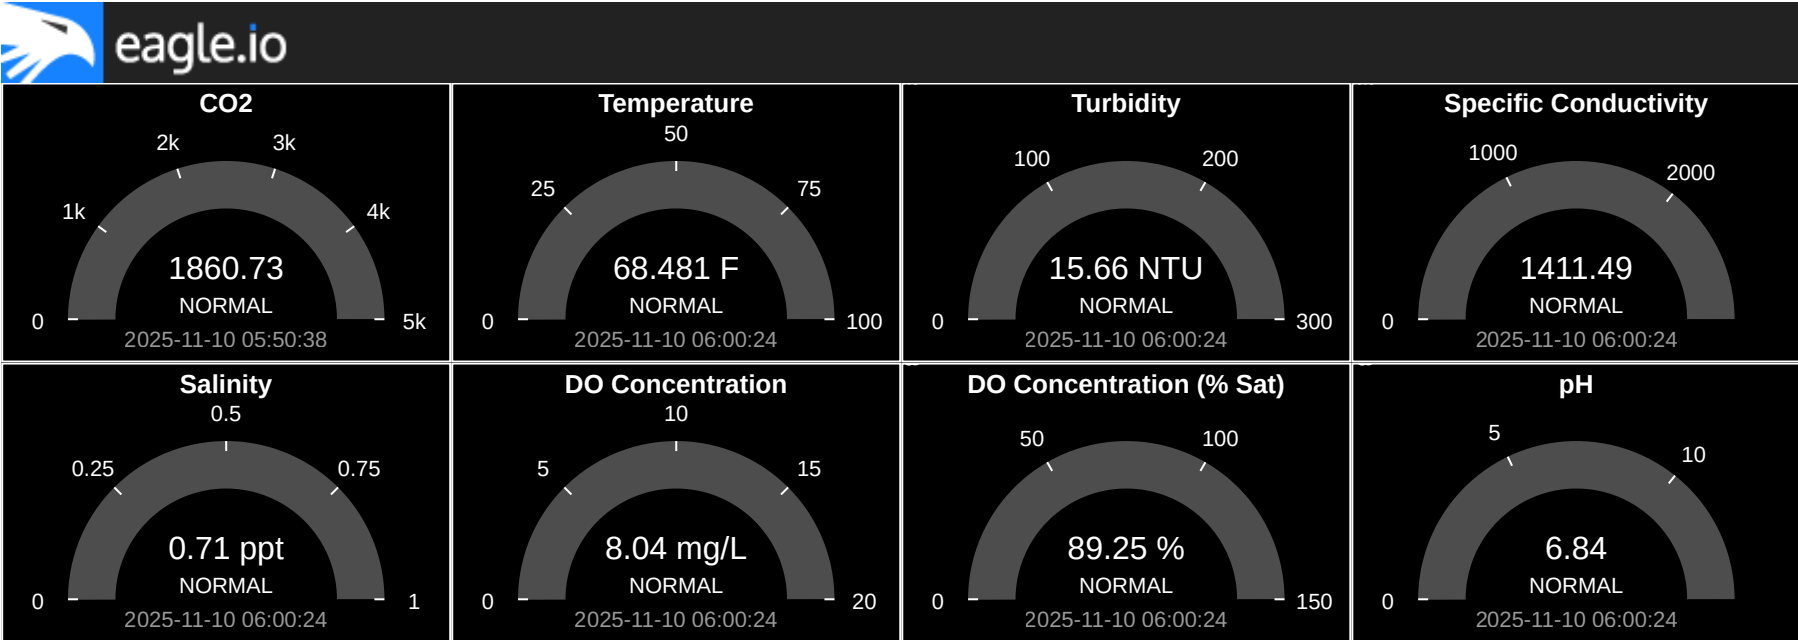 eagle.io
CO2
2k
3k
1k
4k
0
5k
1860.73
NORMAL
2025-11-10 05:50:38
Temperature
50
25
75
0
100
68.481 F
NORMAL
2025-11-10 06:00:24
Turbidity
100
200
0
300
15.66 NTU
NORMAL
2025-11-10 06:00:24
Specific Conductivity
1000
2000
0
1411.49
NORMAL
2025-11-10 06:00:24
Salinity
0.5
0.25
0.75
0
1
0.71 ppt
NORMAL
2025-11-10 06:00:24
DO Concentration
10
5
15
0
20
8.04 mg/L
NORMAL
2025-11-10 06:00:24
DO Concentration (% Sat)
50
100
0
150
89.25 %
NORMAL
2025-11-10 06:00:24
pH
5
10
0
6.84
NORMAL
2025-11-10 06:00:24